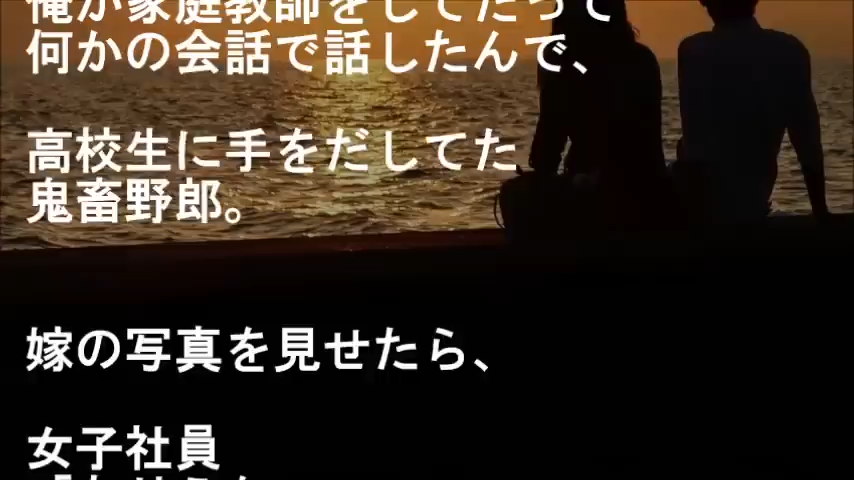 俺が家庭教師をしてたって
何かの会話で話したんで、
高校生に手をだしてた
鬼畜野郎。
嫁の写真を見せたら、
女子社員